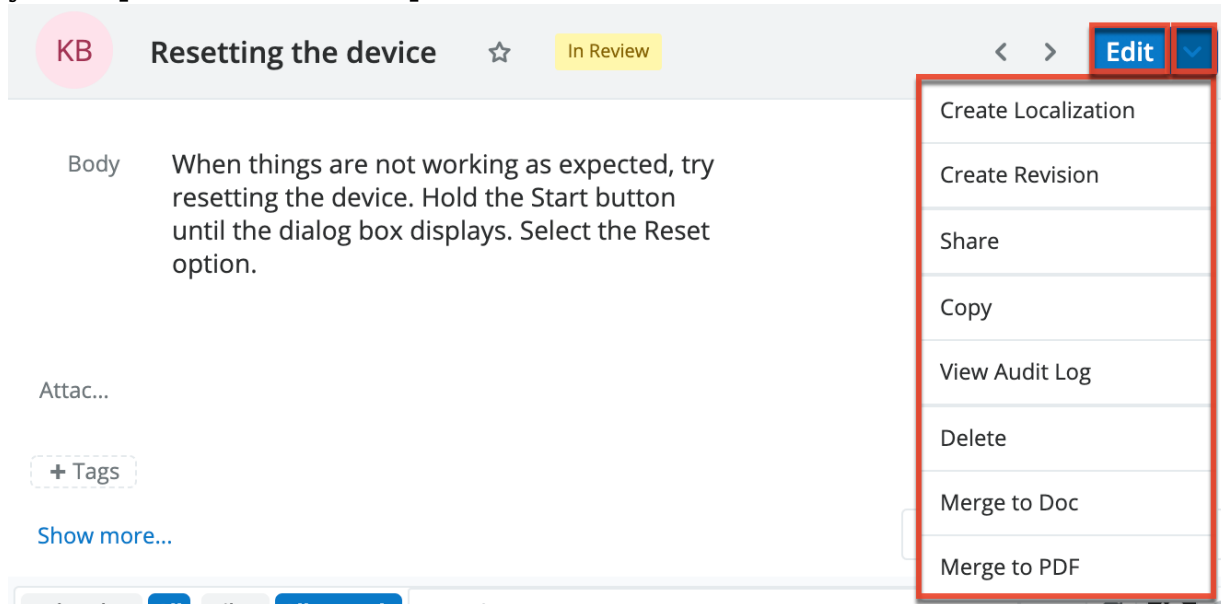 KB Resetting the device In Review Edit
Create Localization
Create Revision
Share
Copy
View Audit Log
Delete
Merge to Doc
Merge to PDF
Body
When things are not working as expected, try
resetting the device. Hold the Start button
until the dialog box displays. Select the Reset
option.
Attac...
+ Tags
Show more...